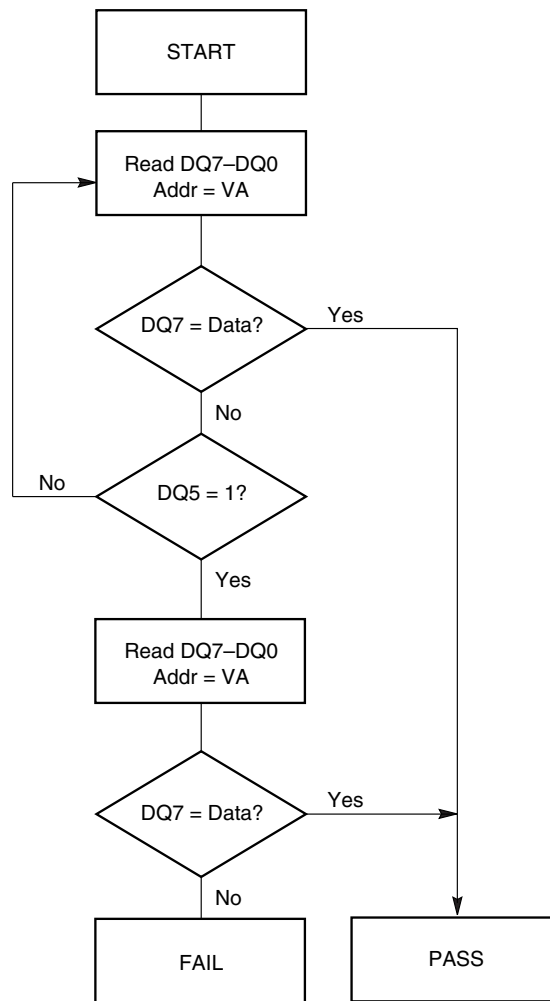 START
Read DQ7–DQ0
Addr = VA
DQ7 = Data?
Yes
No
No
DQ5 = 1?
Yes
Read DQ7–DQ0
Addr = VA
DQ7 = Data?
Yes
No
FAIL
PASS